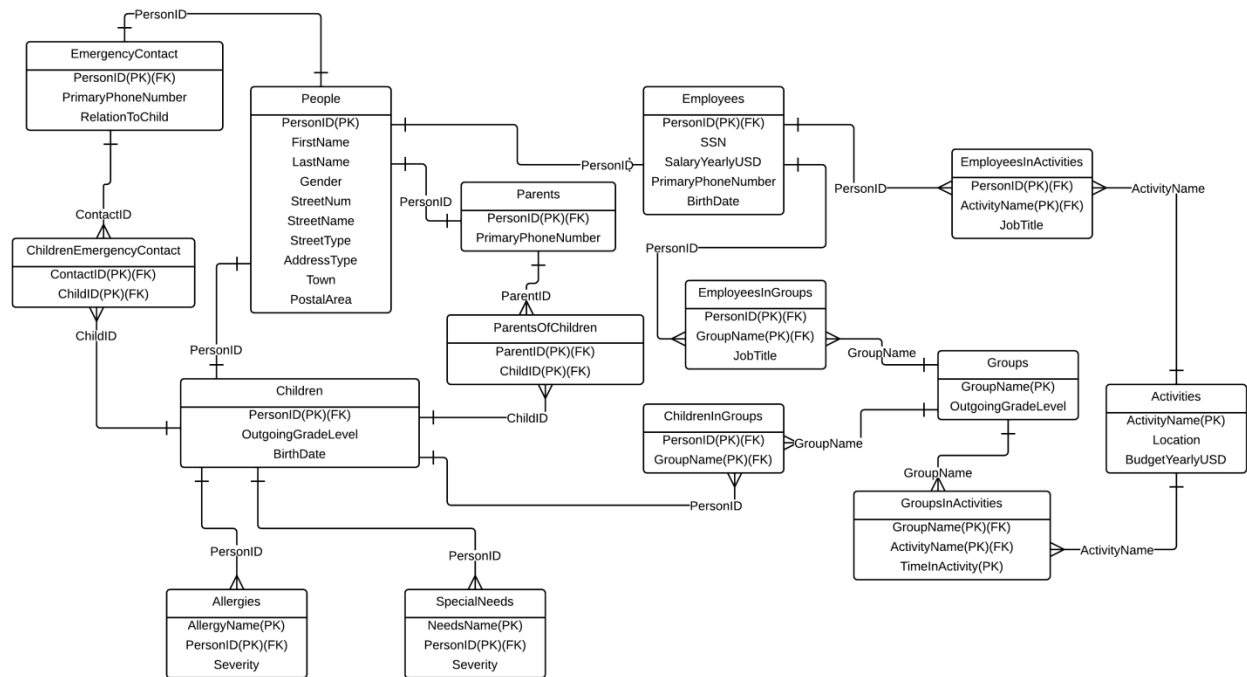 PersonID
EmergencyContact
PersonID(PK)(FK)
PrimaryPhoneNumber
RelationToChild
ContactID
ChildrenEmergencyContact
ContactID(PK)(FK)
ChildID(PK)(FK)
ChildID
People
PersonID(PK)
FirstName
LastName
Gender
StreetNum
StreetName
StreetType
AddressType
Town
PostalArea
PersonID
PersonID
PersonID
Parents
PersonID(PK)(FK)
PrimaryPhoneNumber
ParentID
ParentsOfChildren
ParentID(PK)(FK)
ChildID(PK)(FK)
ChildID
Children
PersonID(PK)(FK)
OutgoingGradeLevel
BirthDate
PersonID
PersonID
PersonID
Allergies
AllergyName(PK)
PersonID(PK)(FK)
Severity
SpecialNeeds
NeedsName(PK)
PersonID(PK)(FK)
Severity
Employees
PersonID(PK)(FK)
SSN
SalaryYearlyUSD
PrimaryPhoneNumber
BirthDate
PersonID
PersonID
EmployeesInActivities
PersonID(PK)(FK)
ActivityName(PK)(FK)
JobTitle
ActivityName
EmployeesInGroups
PersonID(PK)(FK)
GroupName(PK)(FK)
JobTitle
GroupName
ChildrenInGroups
PersonID(PK)(FK)
GroupName(PK)(FK)
GroupName
Groups
GroupName(PK)
OutgoingGradeLevel
GroupName
GroupsInActivities
GroupName(PK)(FK)
ActivityName(PK)(FK)
TimeInActivity(PK)
ActivityName
Activities
ActivityName(PK)
Location
BudgetYearlyUSD